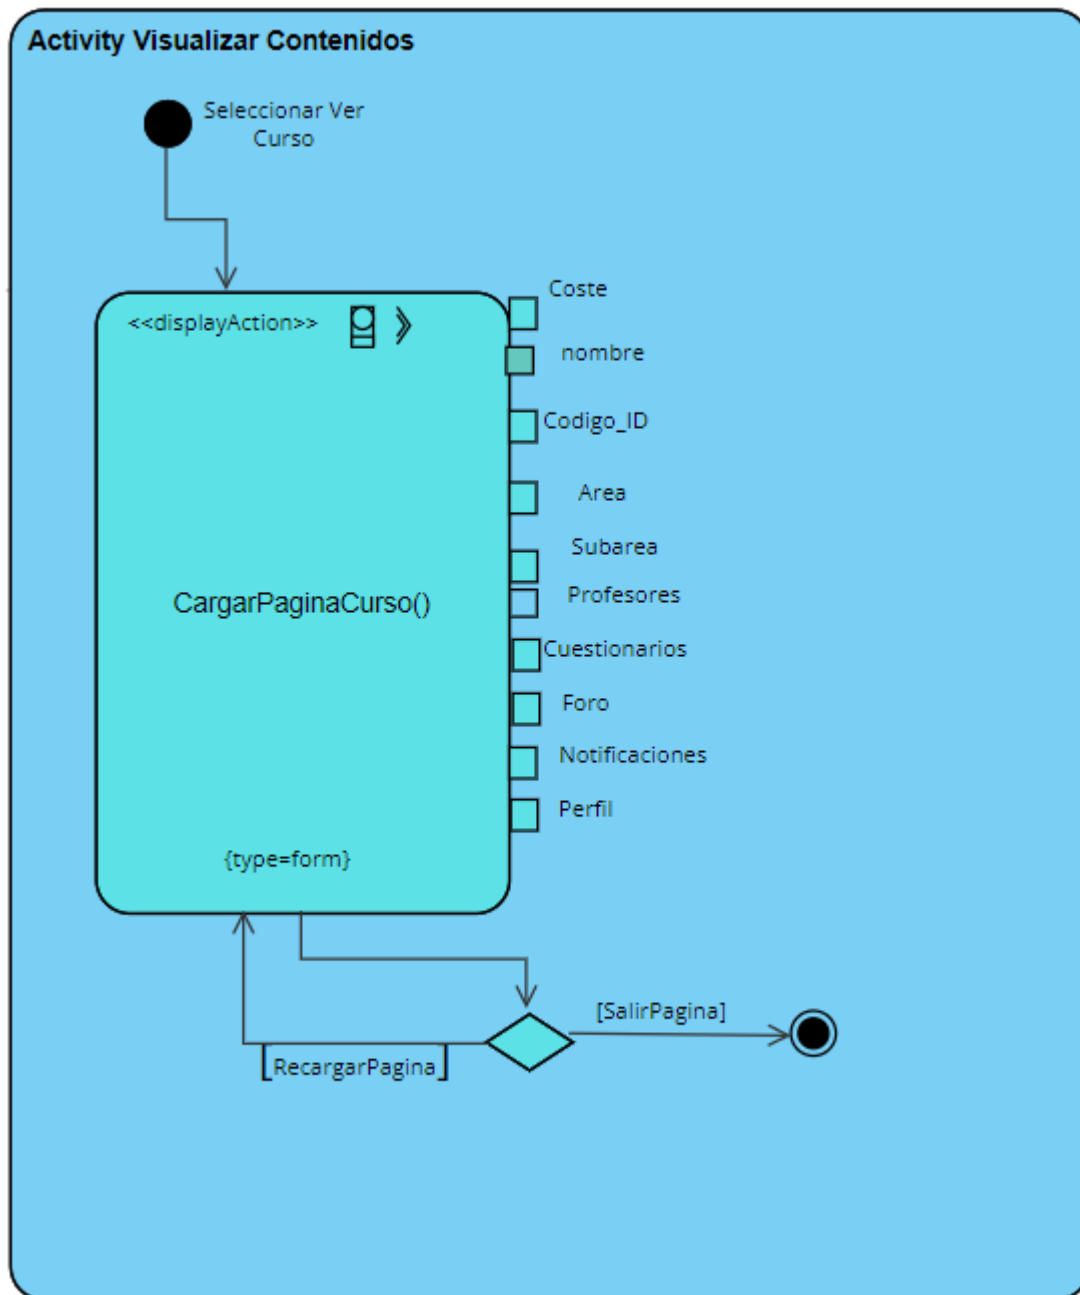 Activity Visualizar Contenidos
Seleccionar Ver
Curso
<<displayAction>>
Coste
nombre
Codigo_ID
Area
Subarea
Profesores
CargarPaginaCurso()
Cuestionarios
Foro
Notificaciones
Perfil
{type=form}
[SalirPagina]
[RecargarPagina]